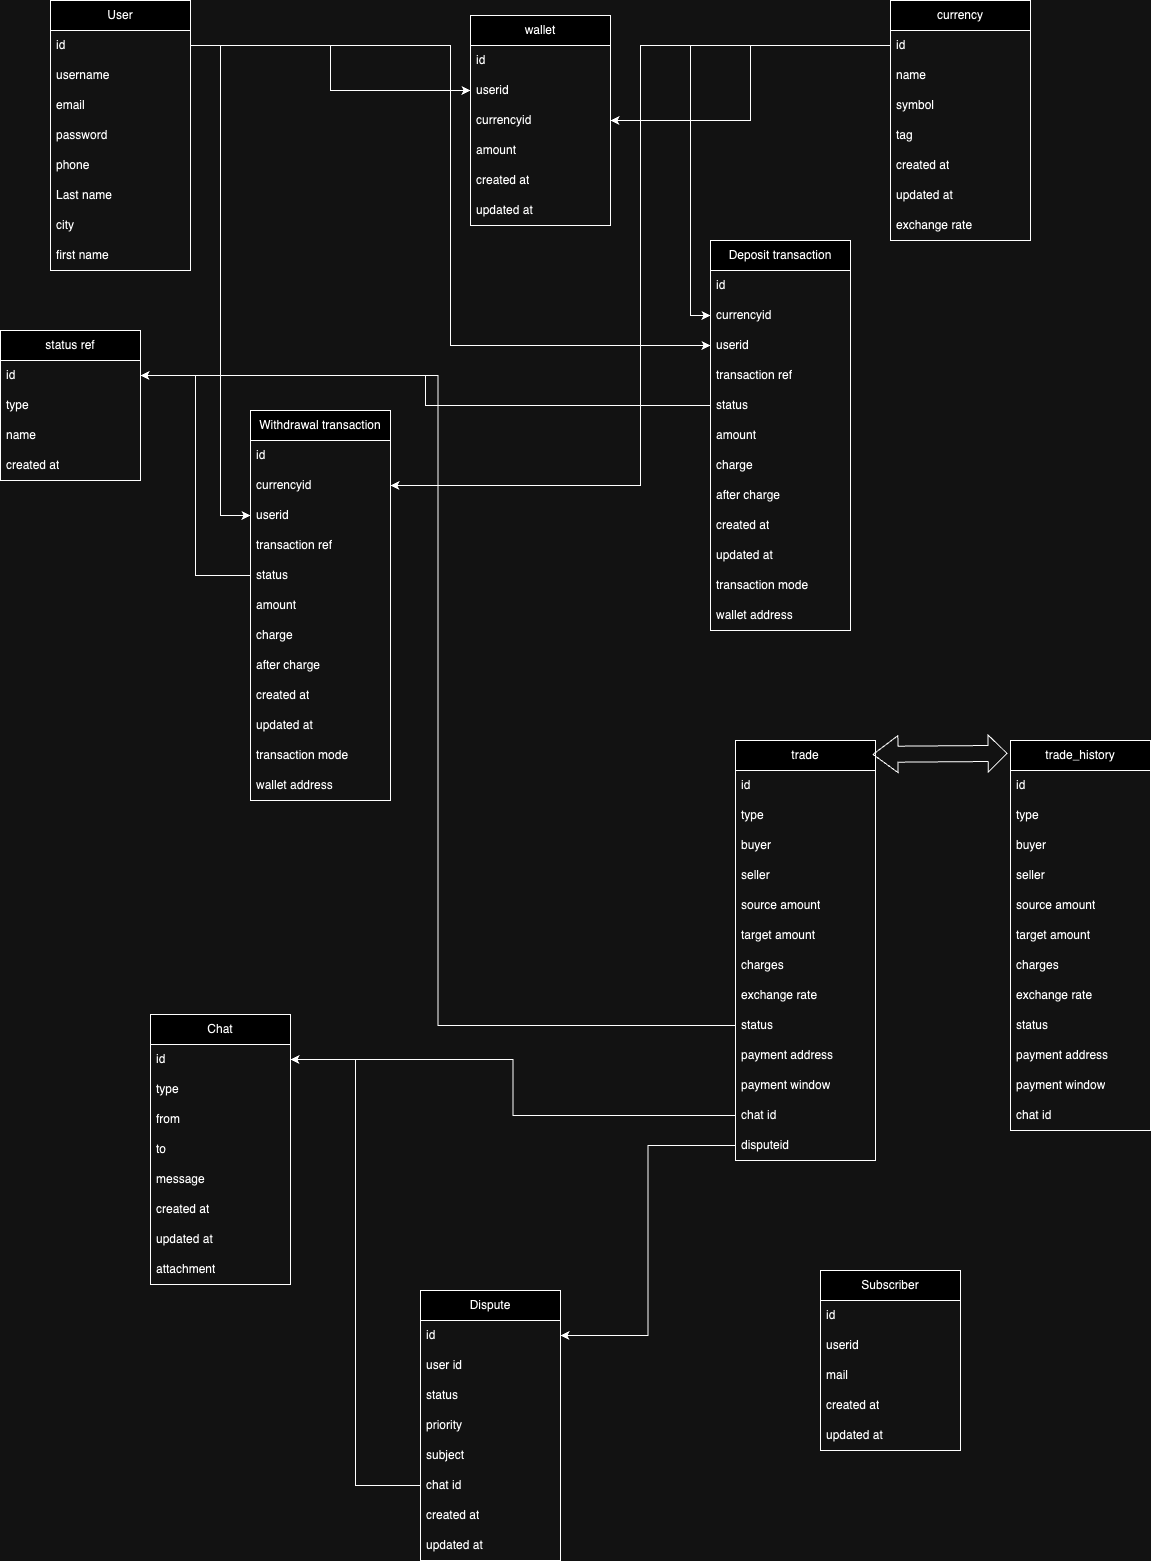 User
id
username
email
password
phone
Last name
city
first name
wallet
id
userid
currencyid
amount
created at
updated at
currency
id
name
symbol
tag
created at
updated at
exchange rate
Deposit transaction
id
currencyid
userid
transaction ref
status
amount
charge
after charge
created at
updated at
transaction mode
wallet address
status ref
id
type
name
created at
Withdrawal transaction
id
currencyid
userid
transaction ref
status
amount
charge
after charge
created at
updated at
transaction mode
wallet address
trade
id
type
buyer
seller
source amount
target amount
charges
exchange rate
status
payment address
payment window
chat id
disputeid
trade_history
id
type
buyer
seller
source amount
target amount
charges
exchange rate
status
payment address
payment window
chat id
Chat
id
type
from
to
message
created at
updated at
attachment
Dispute
id
user id
status
priority
subject
chat id
created at
updated at
Subscriber
id
userid
mail
created at
updated at